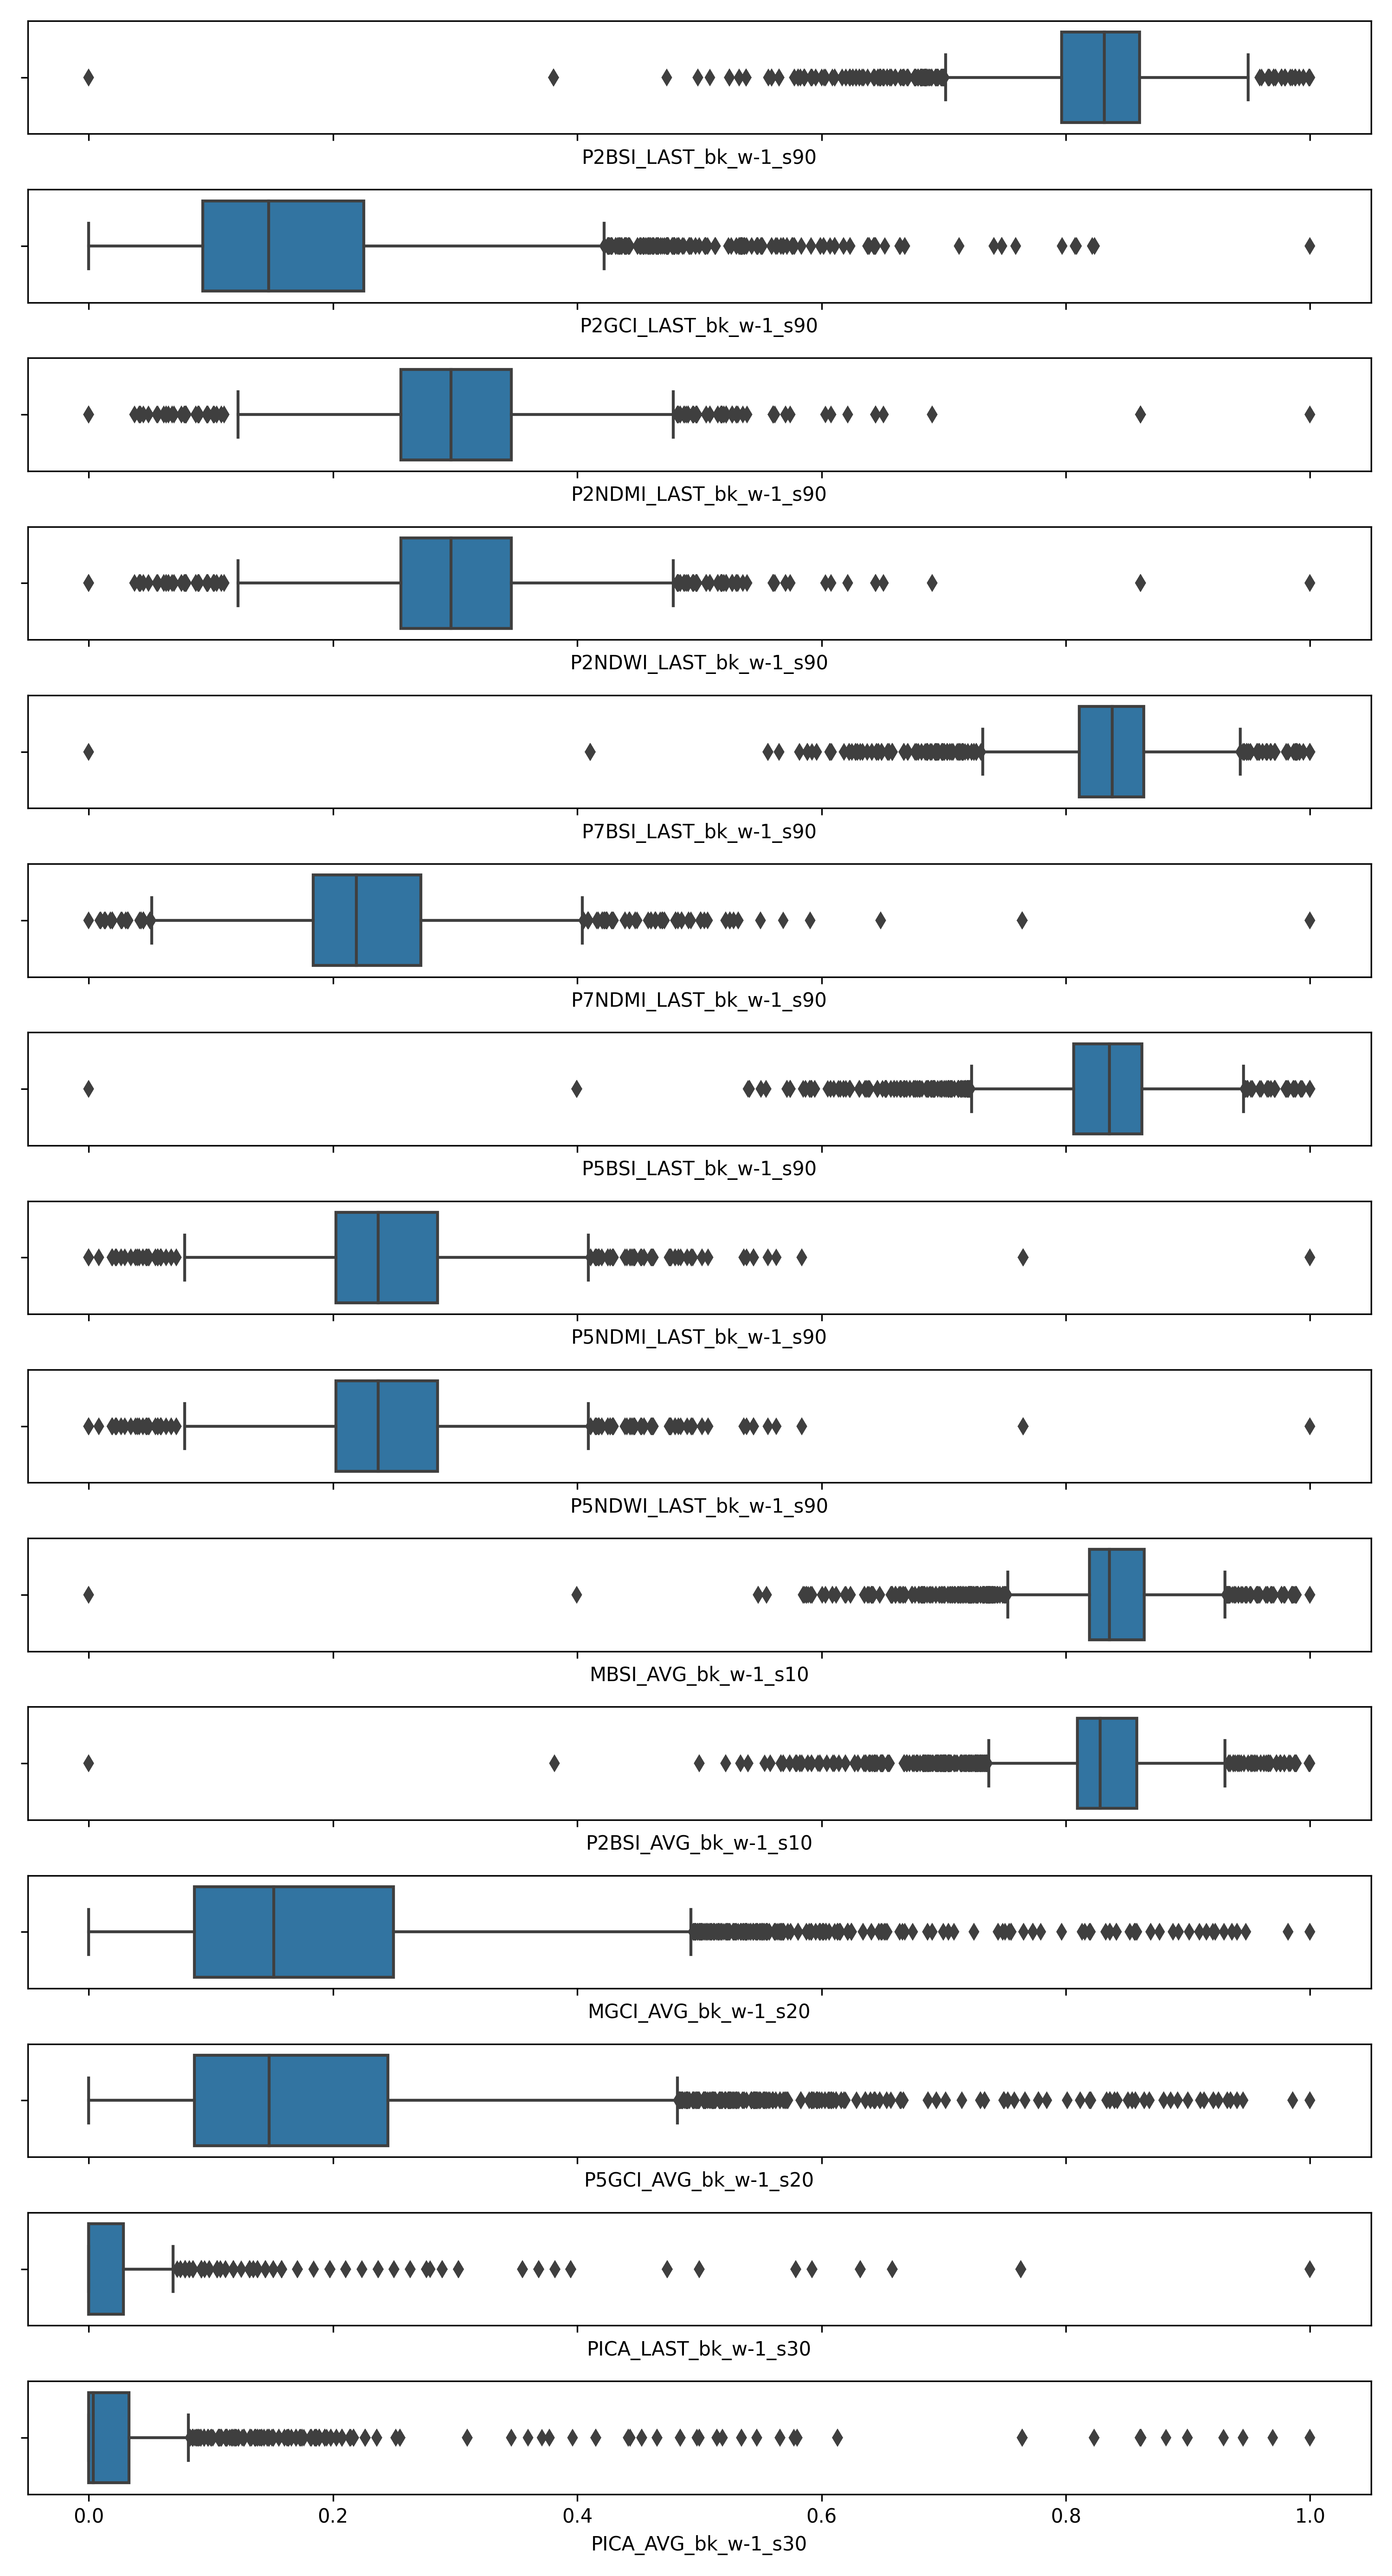 P2BSI_LAST_bk_w-1_s90
P2GCI_LAST_bk_w-1_s90
P2NDMI_LAST_bk_w-1_s90
P2NDWI_LAST_bk_w-1_s90
P7BSI_LAST_bk_w-1_s90
P7NDMI_LAST_bk_w-1_s90
P5BSI_LAST_bk_w-1_s90
P5NDMI_LAST_bk_w-1_s90
P5NDWI_LAST_bk_w-1_s90
MBSI_AVG_bk_w-1_s10
P2BSI_AVG_bk_w-1_s10
MGCI_AVG_bk_w-1_s20
P5GCI_AVG_bk_w-1_s20
PICA_LAST_bk_w-1_s30
0.0 0.2 0.4 0.6 0.8 1.0
PICA_AVG_bk_w-1_s30